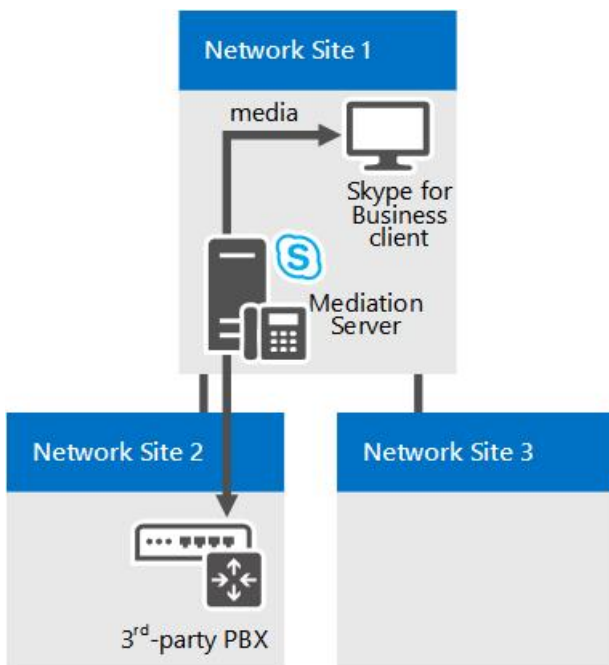 Network Site 1
media
Skype for
Business
client
Mediation
Server
Network Site 2
Network Site 3
3rd-party PBX